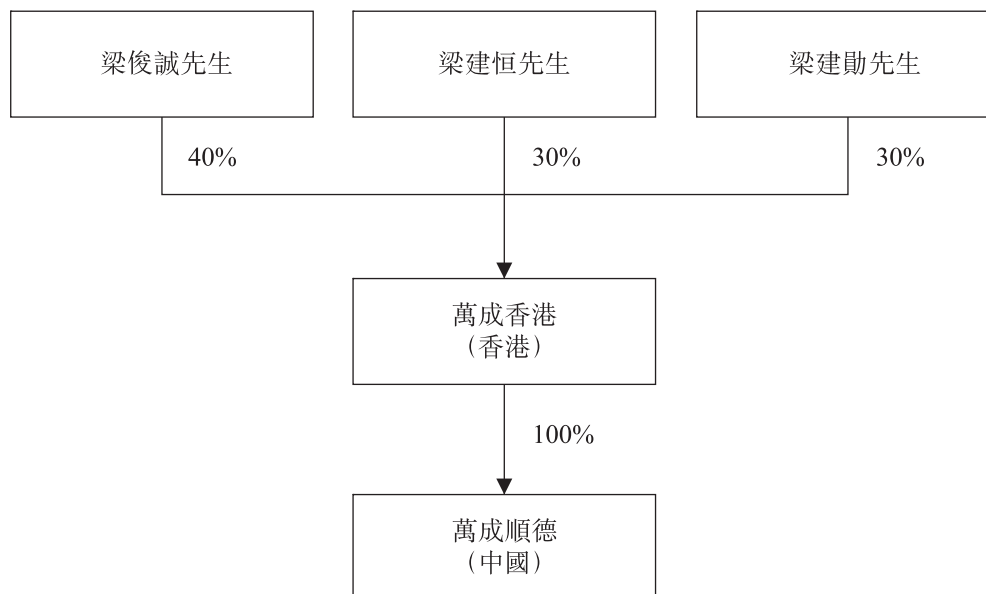 梁俊誠先生
梁建恒先生
梁建勛先生
40%
30%
30%
萬成香港
（香港）
100%
萬成順德
（中國）